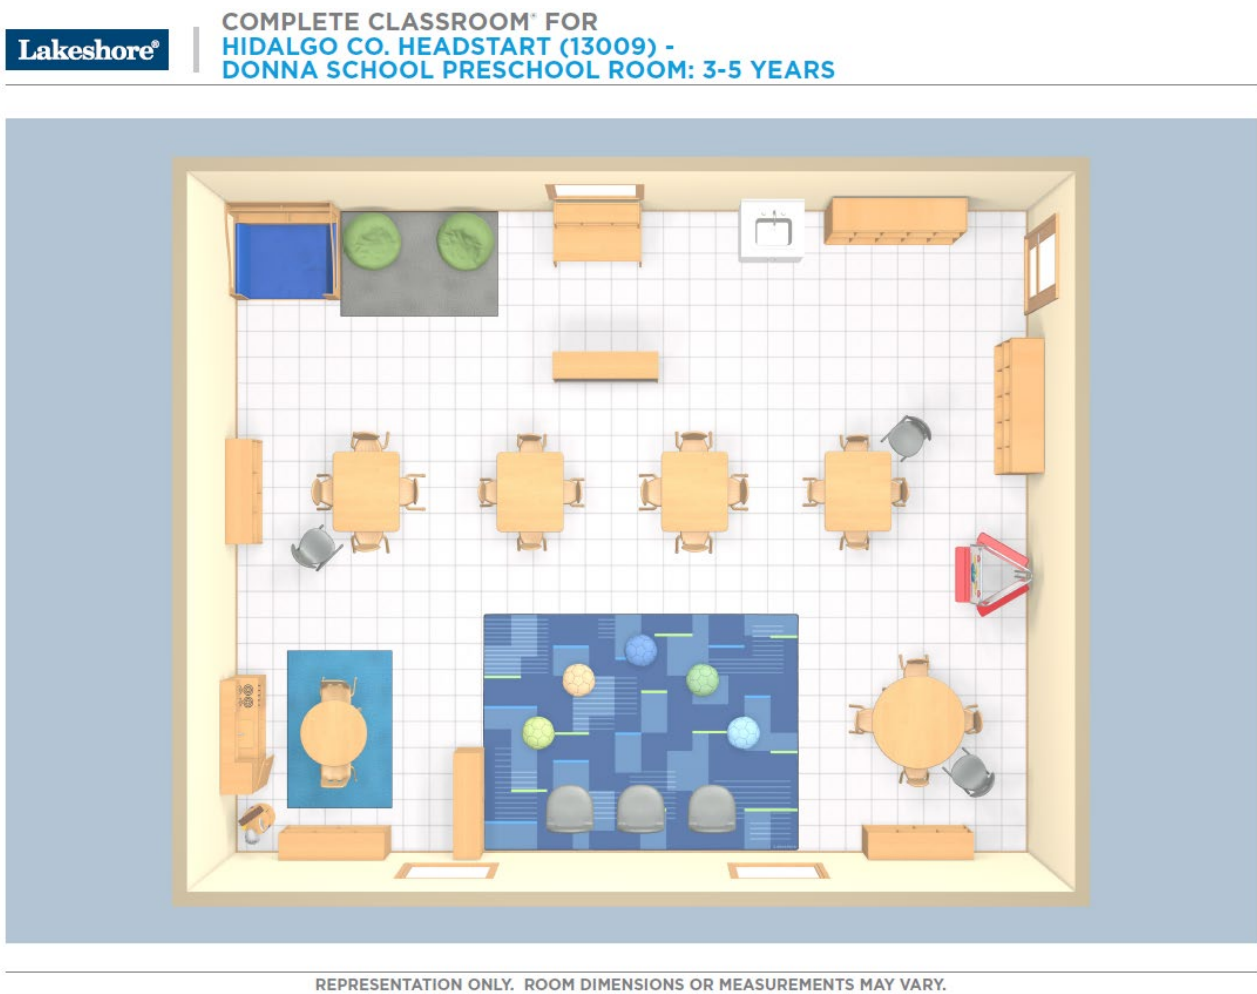 Lakeshore®
COMPLETE CLASSROOM® FOR
HIDALGO CO. HEADSTART (13009) -
DONNA SCHOOL PRESCHOOL ROOM: 3-5 YEARS
REPRESENTATION ONLY. ROOM DIMENSIONS OR MEASUREMENTS MAY VARY.